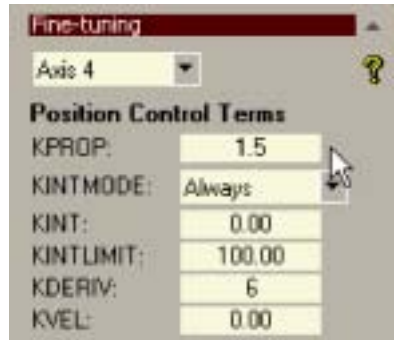 Fine-tuning
Axis 4
?
Position Control Terms
KPROP: 1.5
KINTMODE: Always
KINT: 0.00
KINTLIMIT: 100.00
KDERIV: 6
KVEL: 0.00